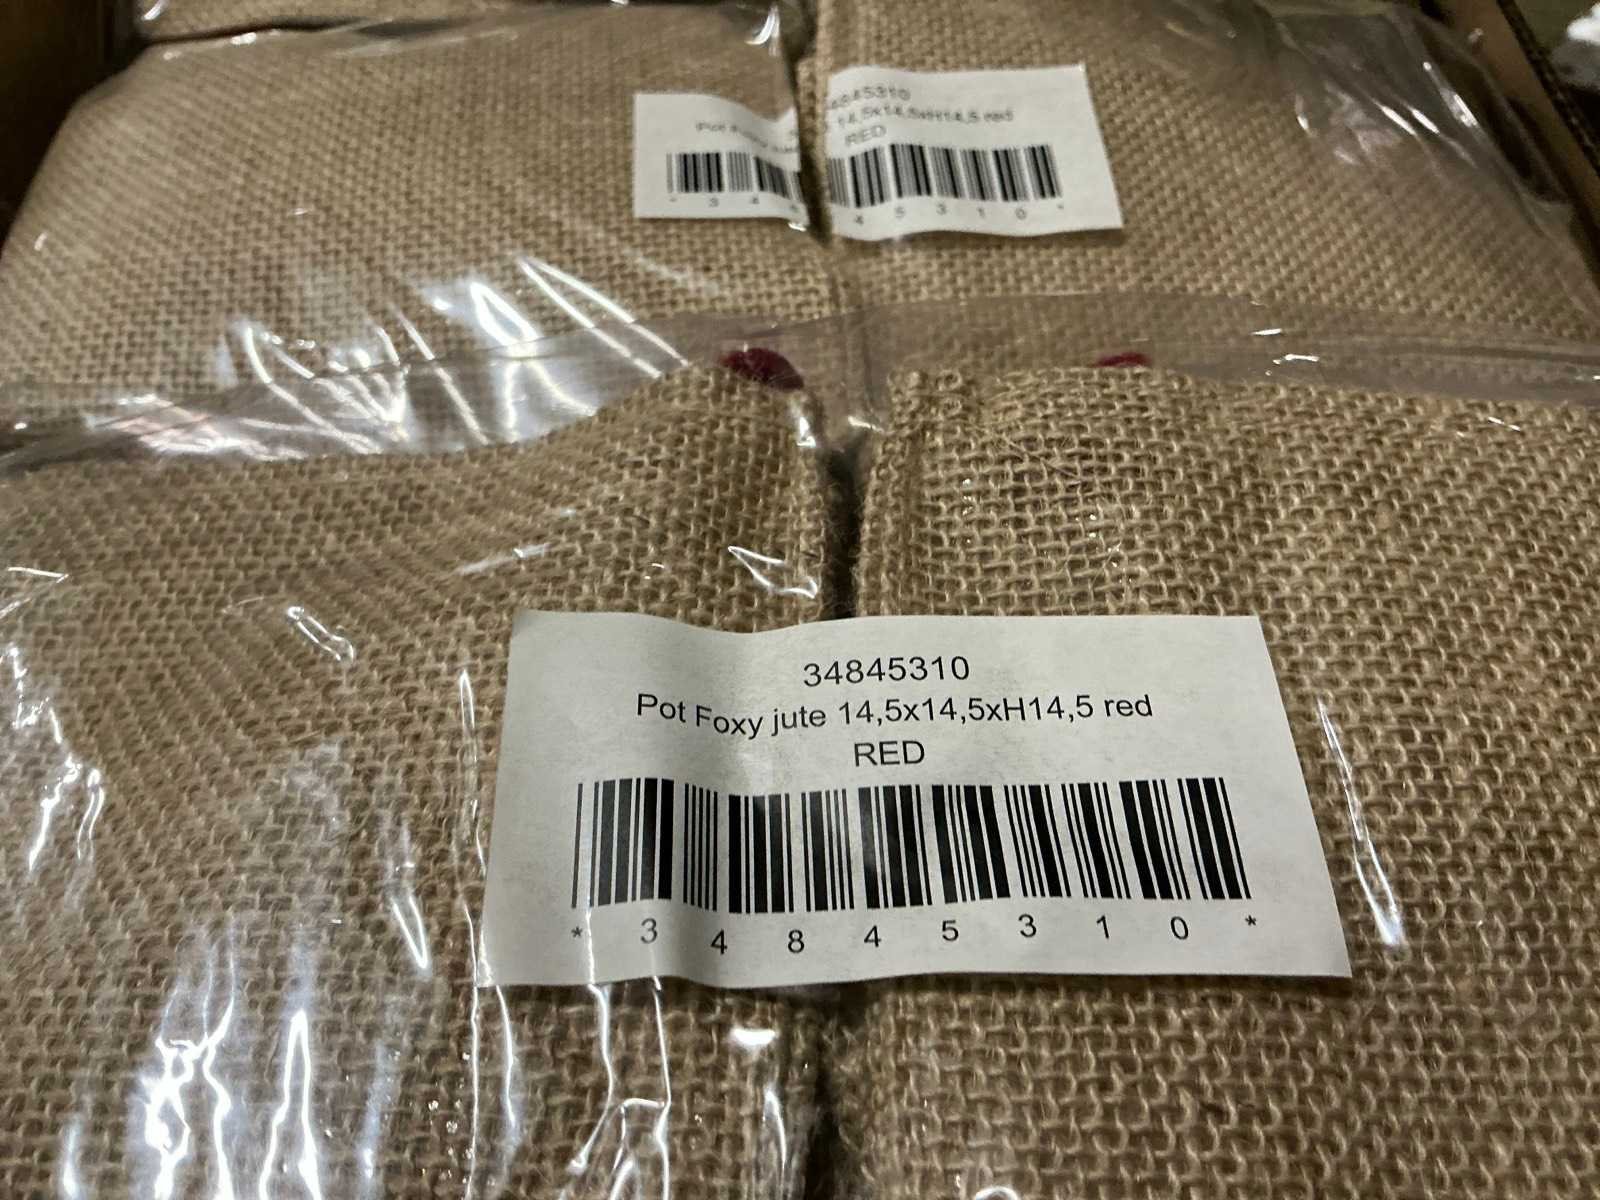 34845310
14,5x14,5xH14,5 red
RED
* 3 4
4 5 3 1 0 *
34845310
Pot Foxy jute 14,5x14,5xH14,5 red
RED
* 3 4 8 4 5 3 1 0 *